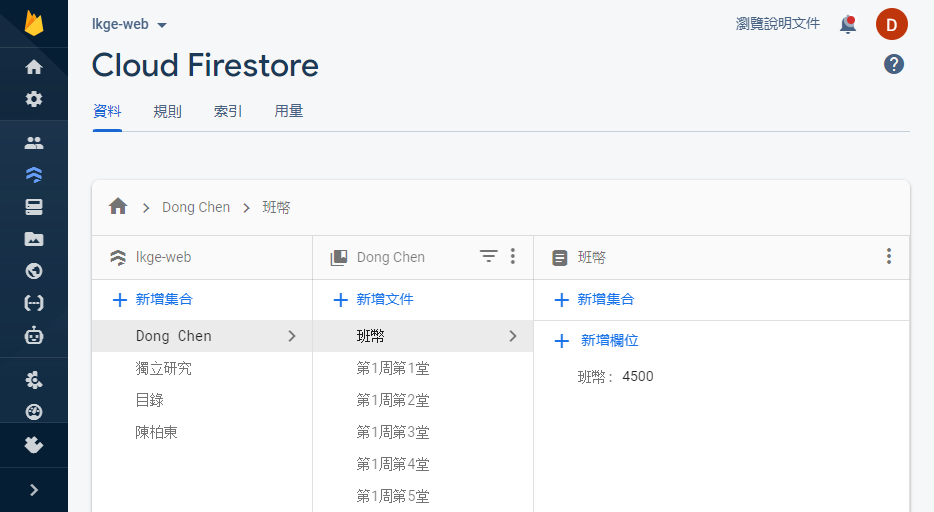 lkge-web
瀏覽說明文件
D
Cloud Firestore
?
資料 規則 索引 用量
Dong Chen 班幣
lkge-web
Dong Chen
班幣
新增集合
新增文件
新增集合
Dong Chen
班幣
新增欄位
獨立研究
第1周第1堂
班幣: 4500
目錄
第1周第2堂
陳柏東
第1周第3堂
第1周第4堂
第1周第5堂